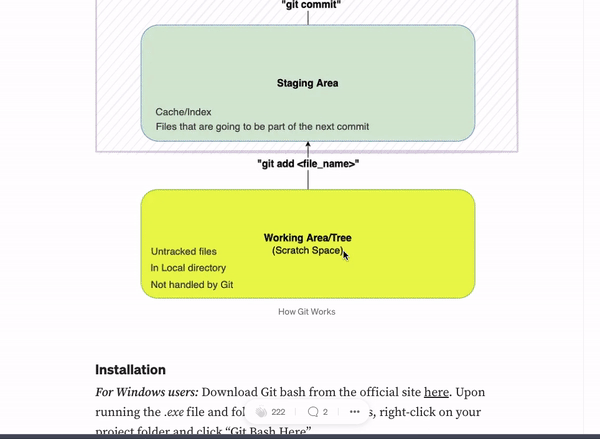 "git commit"
Staging Area
Cache/Index
Files that are going to be part of the next commit
"git add <file_name>"
Working Area/Tree
(Scratch Space)
Untracked files
In Local directory
Not handled by Git
How Git Works
Installation
For Windows users: Download Git bash from the official site here. Upon
running the .exe file and fol
222
2
s, right-click on your
project folder and click “Git Bash Here”